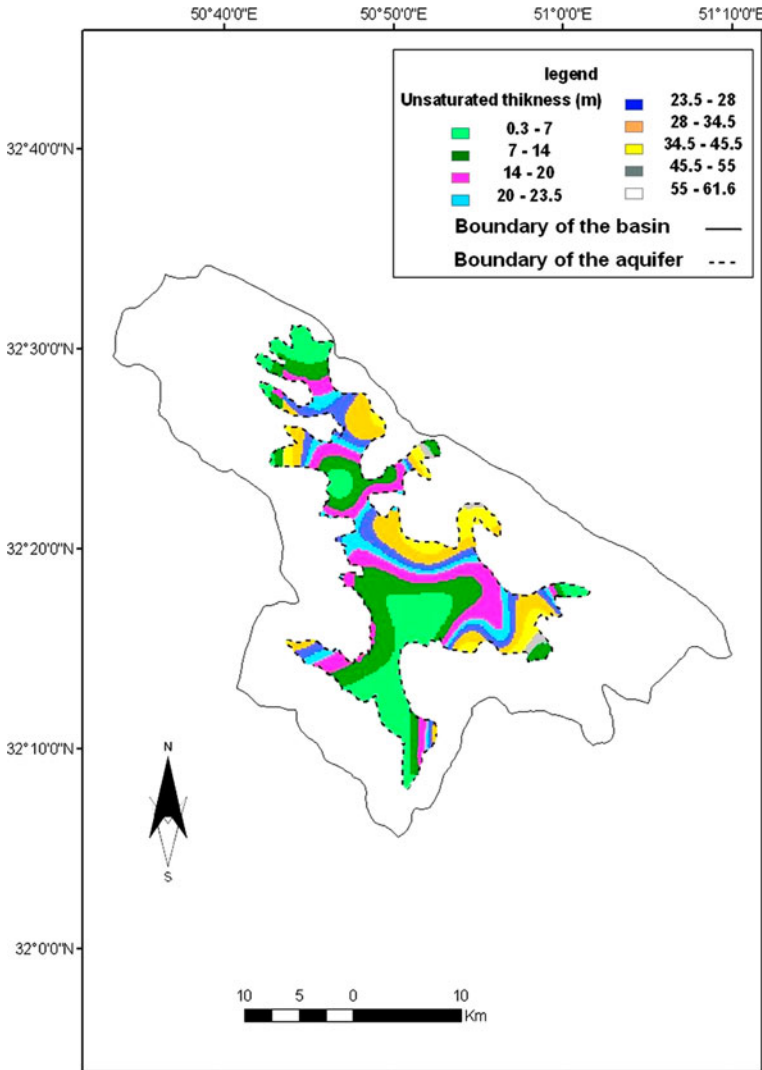 50°40'0"E 50°50'0"E 51°0'0"E 51°10'0"E
legend
Unsaturated thikness (m)
0.3 - 7
7 - 14
14 - 20
20 - 23.5
23.5 - 28
28 - 34.5
34.5 - 45.5
45.5 - 55
55 - 61.6
Boundary of the basin
Boundary of the aquifer
32°40'0"N
32°30'0"N
32°20'0"N
32°10'0"N
32°0'0"N
N
S
10 5 0 10
Km